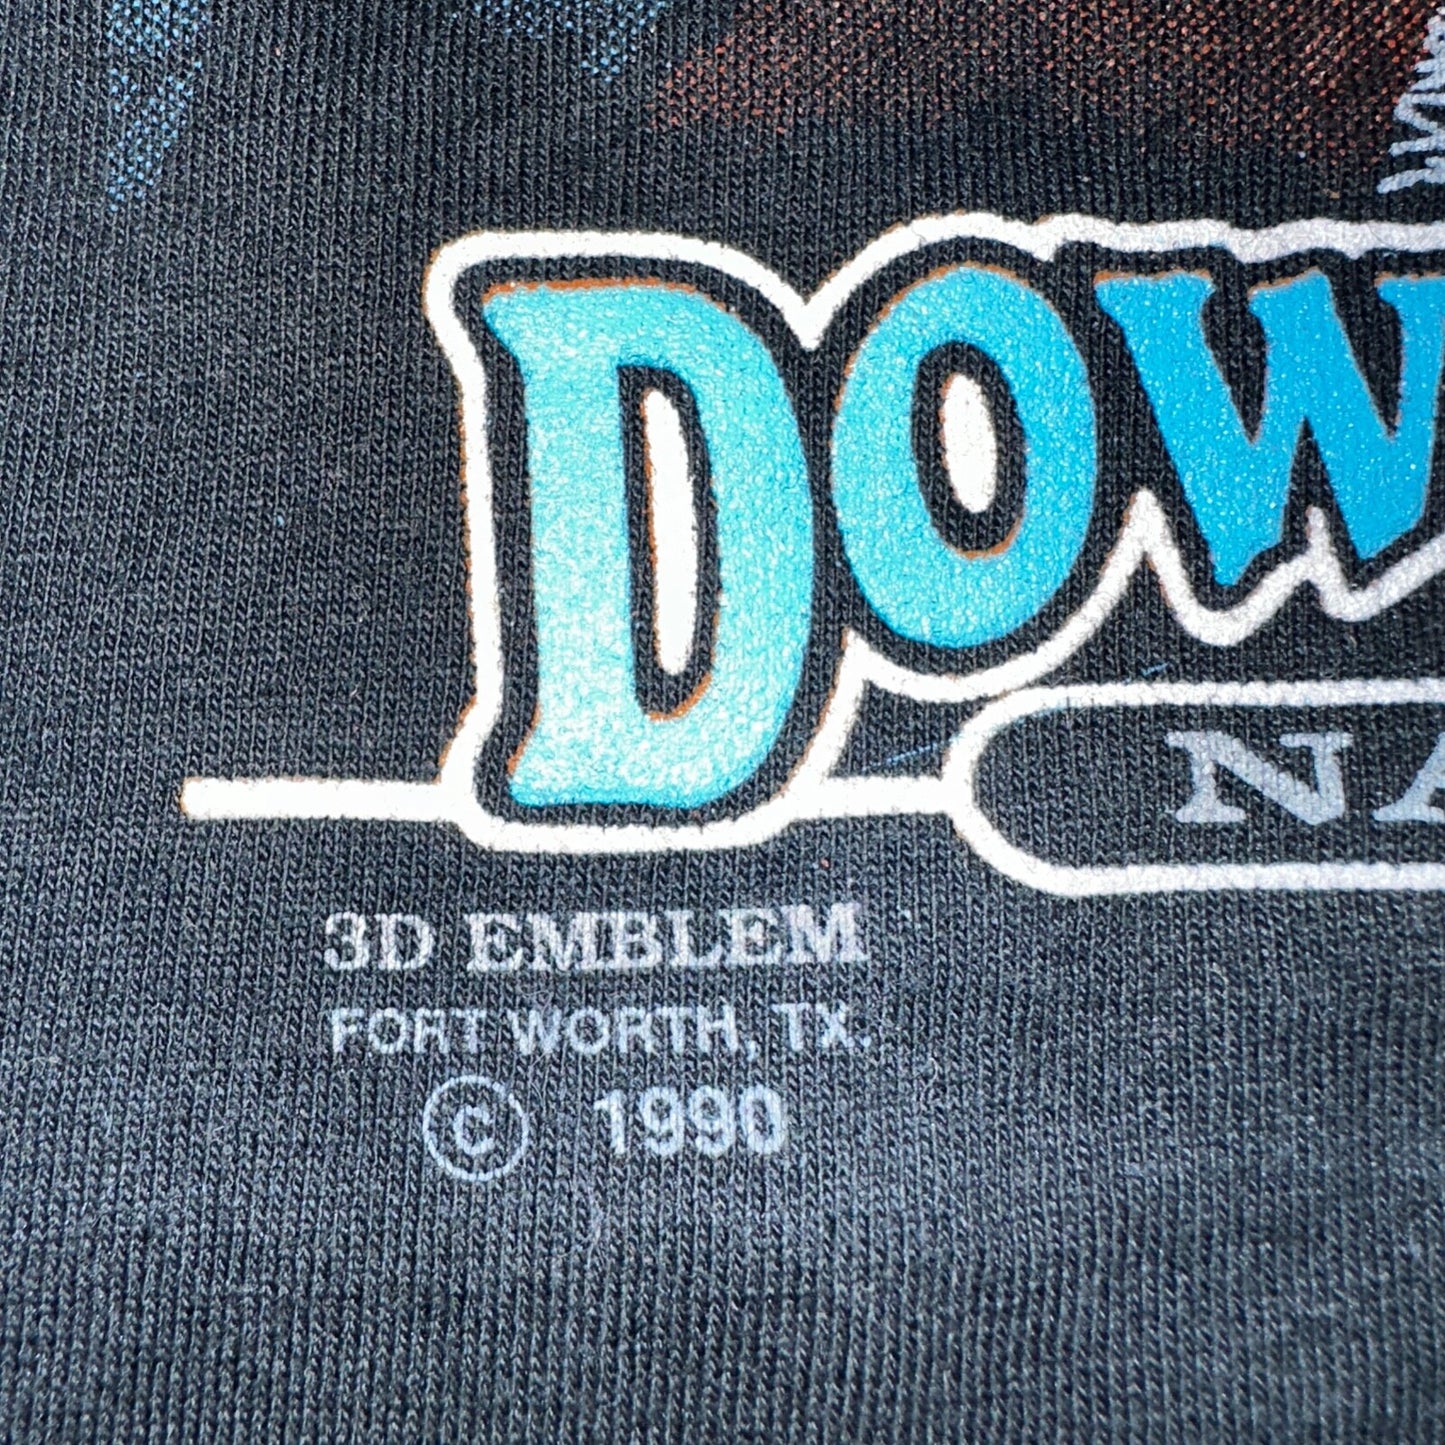 DOW
NA
3D EMBLEM
FORT WORTH, TX.
© 1990